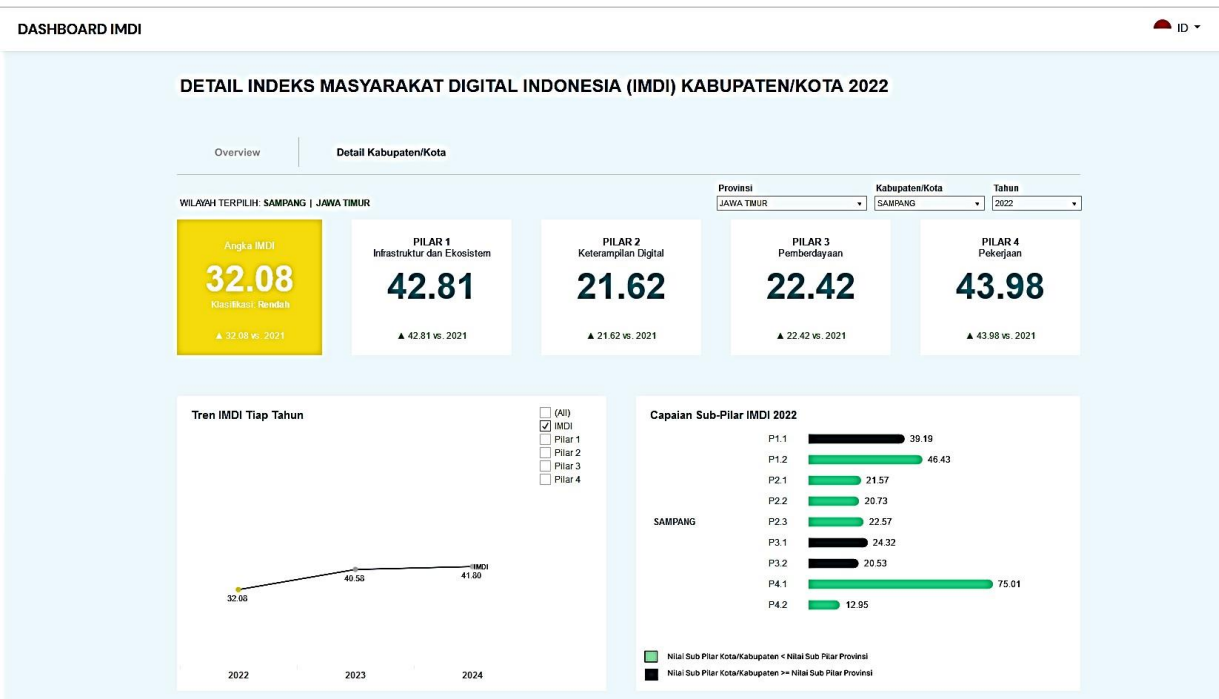 DASHBOARD IMDI
ID
DETAIL INDEKS MASYARAKAT DIGITAL INDONESIA (IMDI) KABUPATEN/KOTA 2022
Overview
Detail Kabupaten/Kota
WILAYAH TERPILIH: SAMPANG | JAWA TIMUR
Provinsi
JAWA TIMUR
Kabupaten/Kota
SAMPANG
Tahun
2022
Angka IMDI
32.08
Klasifikasi: Rendah
▲ 32.08 vs. 2021
PILAR 1
Infrastruktur dan Ekosistem
42.81
▲ 42.81 vs. 2021
PILAR 2
Keterampilan Digital
21.62
▲ 21.62 vs. 2021
PILAR 3
Pemberdayaan
22.42
▲ 22.42 vs. 2021
PILAR 4
Pekerjaan
43.98
▲ 43.98 vs. 2021
Tren IMDI Tiap Tahun
(All)
IMDI
Pilar 1
Pilar 2
Pilar 3
Pilar 4
32.08
40.58
IMDI
41.80
2022
2023
2024
Capaian Sub-Pilar IMDI 2022
SAMPANG
P1.1 39.19
P1.2 46.43
P2.1 21.57
P2.2 20.73
P2.3 22.57
P3.1 24.32
P3.2 20.53
P4.1 75.01
P4.2 12.95
Nilai Sub Pilar Kota/Kabupaten < Nilai Sub Pilar Provinsi
Nilai Sub Pilar Kota/Kabupaten >= Nilai Sub Pilar Provinsi